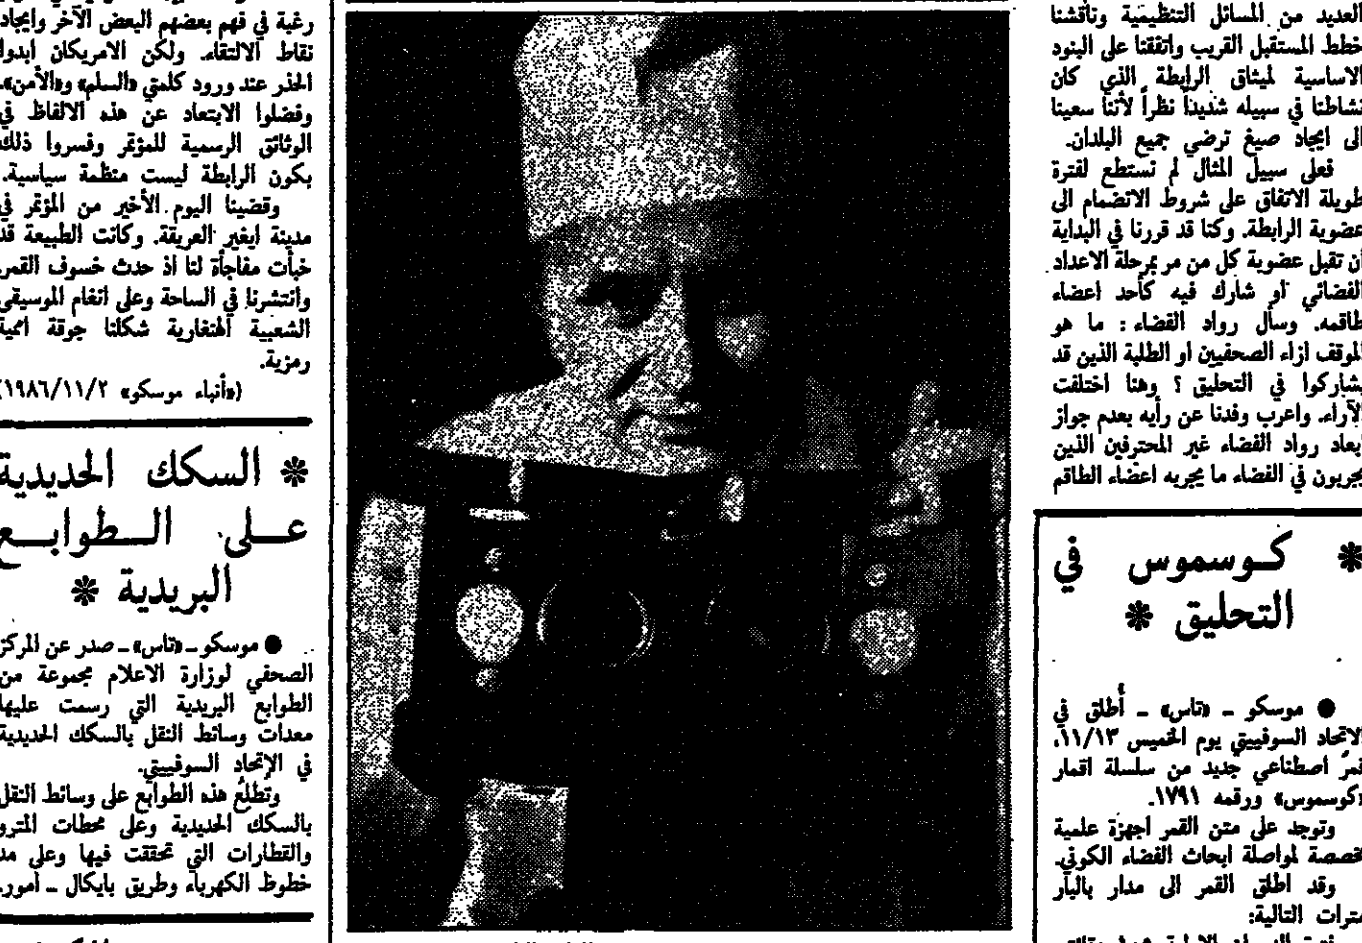 العديد من المسائل التنظيمية وناقشنا
خطط المستقبل القريب واتفقنا على البنود
الاساسية لميثاق الرابطة الذي كان
نشاطنا في سبيله شديداً نظراً لأننا سعينا
الى ايجاد صيغ ترضي جميع البلدان.
فعلى سبيل المثال لم نستطع لفترة
طويلة الاتفاق على شروط الانضمام الى
عضوية الرابطة. وكنا قد قررنا في البداية
أن تقبل عضوية كل من مر بمرحلة الاعداد
الفضائي او شارك فيه كأحد اعضاء
طاقمه. وسأل رواد الفضاء : ما هو
الموقف ازاء الصحفيين او الطلبة الذين قد
يشاركوا في التحليق ؟ وهنا اختلفت
الآراء. واعرب وفدنا عن رأيه بعدم جواز
ابعاد رواد الفضاء غير المحترفين الذين
يجربون في الفضاء ما يجربه اعضاء الطاقم
❊ كـوسموس في
التحليق ❊
● موسكو ـ «تاس» ـ أُطلق في
الاتحاد السوفييتي يوم الخميس ١١/١٣،
قمرٌ اصطناعي جديد من سلسلة اقمار
«كوسموس» ورقمه ١٧٩١.
وتوجد على متن القمر اجهزة علمية
مخصصة لمواصلة ابحاث الفضاء الكوني.
وقد اطلق القمر الى مدار بالبار
مترات التالية:
رغبة في فهم بعضهم البعض الآخر وايجاد
نقاط الالتقاء. ولكن الامريكان ابدوا
الحذر عند ورود كلمتي «السلم» و«الأمن»
وفضلوا الابتعاد عن هذه الالفاظ في
الوثائق الرسمية للمؤتمر وفسروا ذلك
بكون الرابطة ليست منظمة سياسية.
وقضينا اليوم الأخير من المؤتمر في
مدينة ايغير العريقة. وكانت الطبيعة قد
خبأت مفاجأة لنا اذ حدث خسوف القمر.
وانتشرنا في الساحة وعلى انغام الموسيقى
الشعبية الهنغارية شكلنا جوقة اممية
ورمزية.
(«أنباء موسكو» ١٩٨٦/١١/٢)
❊ السكك الحديدية
عــلى الــطوابــع
البريدية ❊
● موسكو ـ «تاس» ـ صدر عن المركز
الصحفي لوزارة الاعلام مجموعة من
الطوابع البريدية التي رسمت عليها
معدات وسائط النقل بالسكك الحديدية
في الإتحاد السوفييتي.
وتطلعُ هذه الطوابع على وسائط النقل
بالسكك الحديدية وعلى محطات المترو
والقطارات التي تحققت فيها وعلى مد
خطوط الكهرباء وطريق بايكال ـ امور.